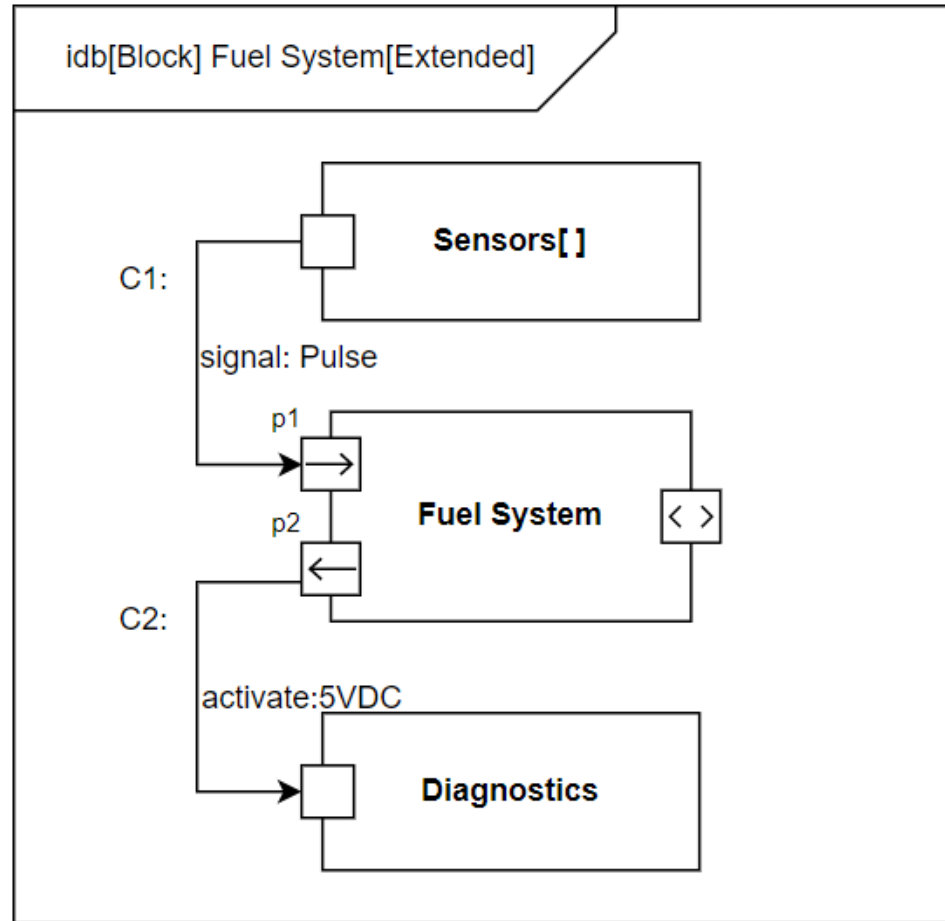 idb[Block] Fuel System[Extended]
Sensors[ ]
C1:
signal: Pulse
p1
Fuel System
p2
C2:
activate:5VDC
Diagnostics